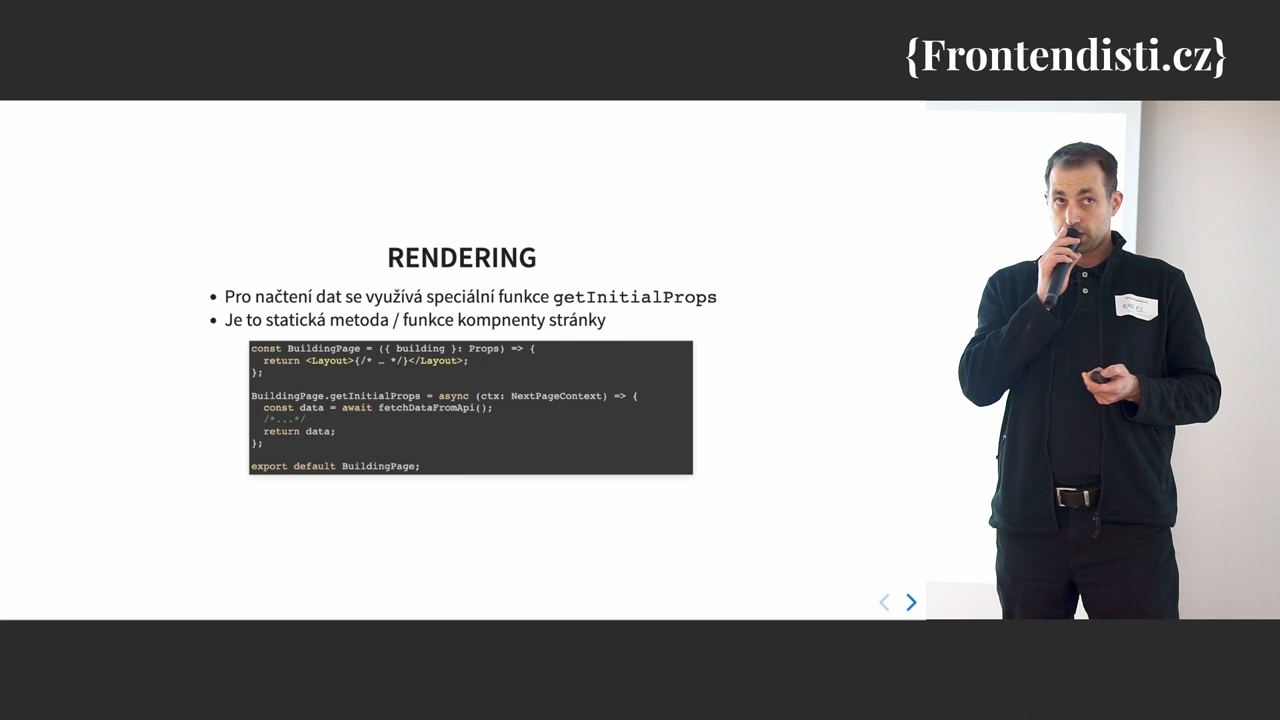 {Frontendisti.cz}
RENDERING
Pro načtení dat se využívá speciální funkce getInitialProps
Je to statická metoda / funkce kompnenty stránky
const BuildingPage = ({ building }: Props) => {
  return <Layout>{/* … */}</Layout>;
};
BuildingPage.getInitialProps = async (ctx: NextPageContext) => {
  const data = await fetchDataFromApi();
  /*...*/
  return data;
};
export default BuildingPage;